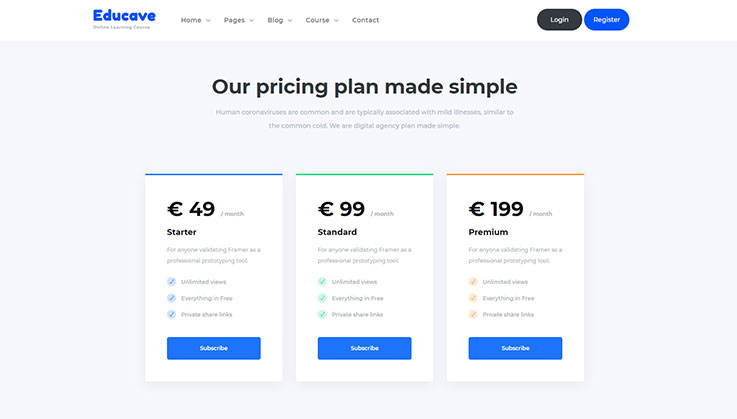 Educave
Online Learning Course
Home
Pages
Blog
Course
Contact
Login
Register
Our pricing plan made simple
Human coronaviruses are common and are typically associated with mild illnesses, similar to
the common cold. We are digital agency plan made simple.
€ 49 / month
Starter
For anyone validating Framer as a
professional prototyping tool.
Unlimited views
Everything in Free
Private share links
Subscribe
€ 99 / month
Standard
For anyone validating Framer as a
professional prototyping tool.
Unlimited views
Everything in Free
Private share links
Subscribe
€ 199 / month
Premium
For anyone validating Framer as a
professional prototyping tool.
Unlimited views
Everything in Free
Private share links
Subscribe